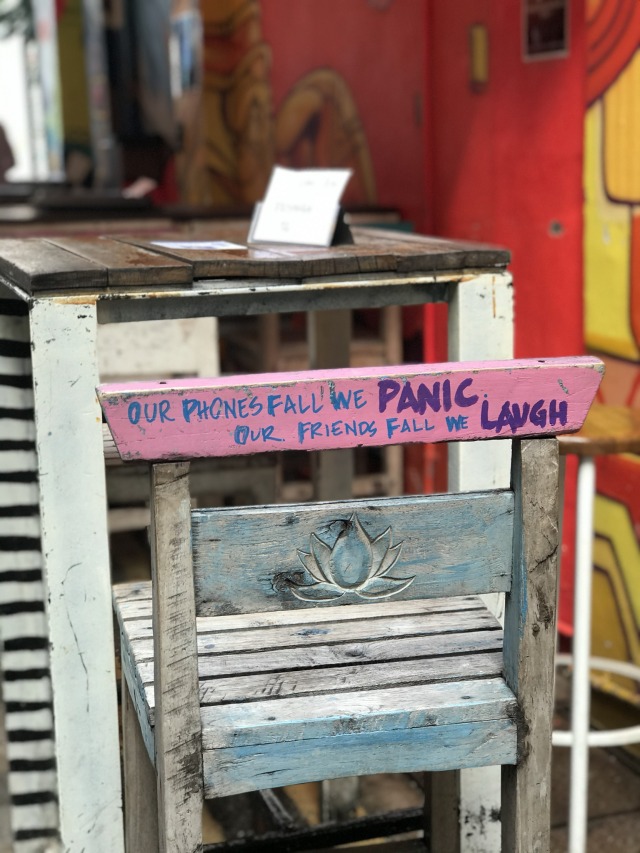 OUR PHONES FALL WE PANIC.
OUR FRIENDS FALL WE LAUGH